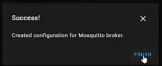 Success!
Created configuration for Mosquitto broker.
FINISH